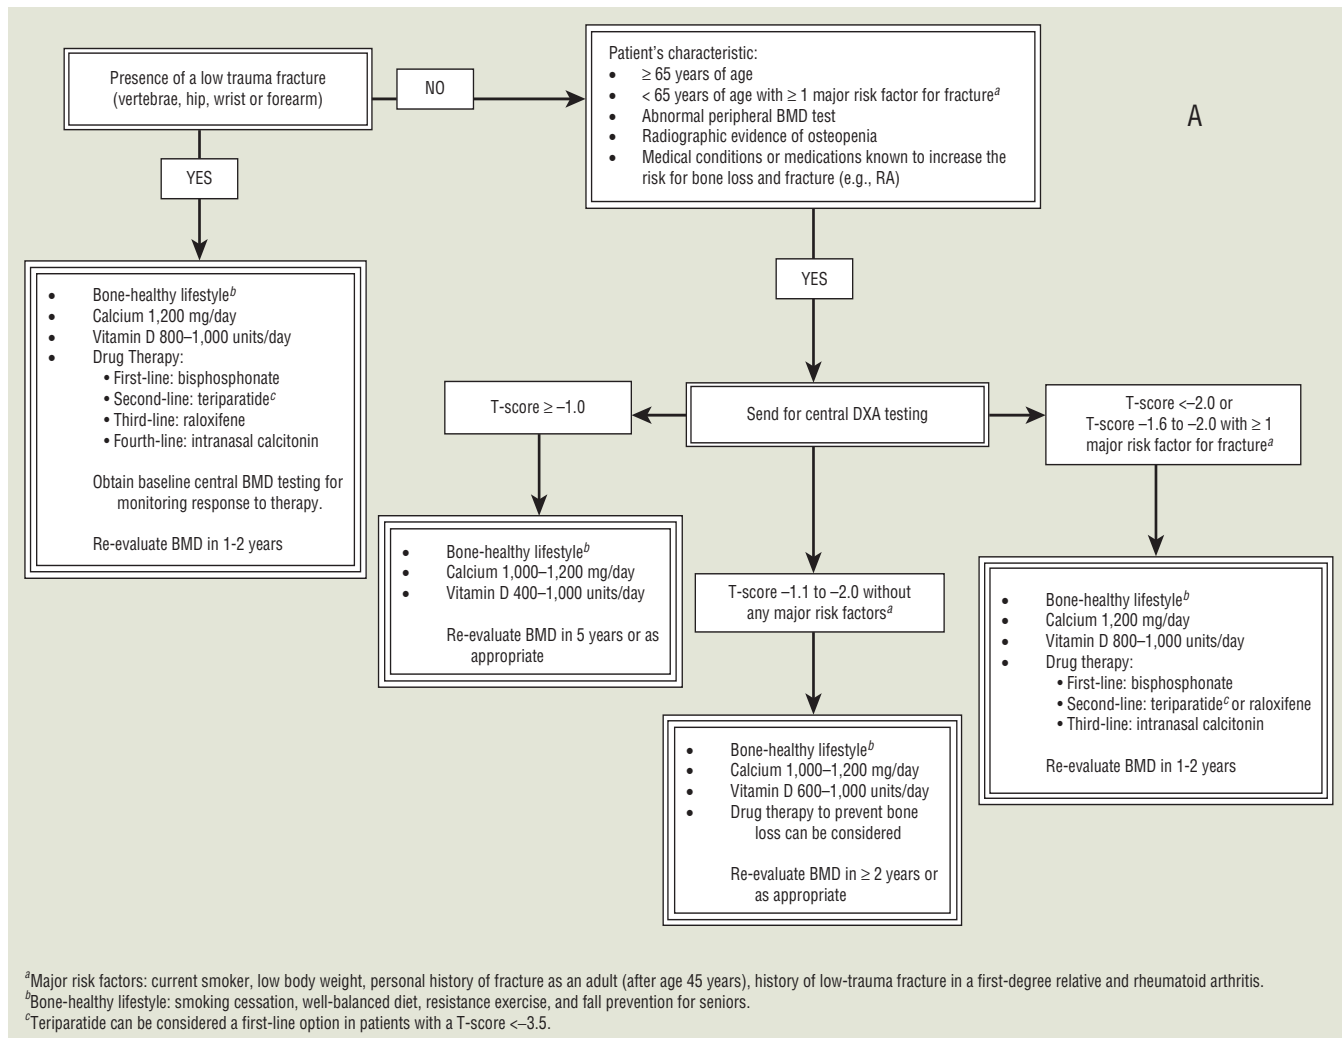 Presence of a low trauma fracture
(vertebrae, hip, wrist or forearm)
NO
Patient’s characteristic:
• ≥ 65 years of age
• < 65 years of age with ≥ 1 major risk factor for fractureᵃ
• Abnormal peripheral BMD test
• Radiographic evidence of osteopenia
• Medical conditions or medications known to increase the
risk for bone loss and fracture (e.g., RA)
A
YES
YES
• Bone-healthy lifestyleᵇ
• Calcium 1,200 mg/day
• Vitamin D 800–1,000 units/day
• Drug Therapy:
• First-line: bisphosphonate
• Second-line: teriparatideᶜ
• Third-line: raloxifene
• Fourth-line: intranasal calcitonin
Obtain baseline central BMD testing for
monitoring response to therapy.
Re-evaluate BMD in 1-2 years
T-score ≥ –1.0
Send for central DXA testing
T-score <–2.0 or
T-score –1.6 to –2.0 with ≥ 1
major risk factor for fractureᵃ
• Bone-healthy lifestyleᵇ
• Calcium 1,000–1,200 mg/day
• Vitamin D 400–1,000 units/day
Re-evaluate BMD in 5 years or as
appropriate
T-score –1.1 to –2.0 without
any major risk factorsᵃ
• Bone-healthy lifestyleᵇ
• Calcium 1,200 mg/day
• Vitamin D 800–1,000 units/day
• Drug therapy:
• First-line: bisphosphonate
• Second-line: teriparatideᶜ or raloxifene
• Third-line: intranasal calcitonin
Re-evaluate BMD in 1-2 years
• Bone-healthy lifestyleᵇ
• Calcium 1,000–1,200 mg/day
• Vitamin D 600–1,000 units/day
• Drug therapy to prevent bone
loss can be considered
Re-evaluate BMD in ≥ 2 years or
as appropriate
ᵃMajor risk factors: current smoker, low body weight, personal history of fracture as an adult (after age 45 years), history of low-trauma fracture in a first-degree relative and rheumatoid arthritis.
ᵇBone-healthy lifestyle: smoking cessation, well-balanced diet, resistance exercise, and fall prevention for seniors.
ᶜTeriparatide can be considered a first-line option in patients with a T-score <–3.5.